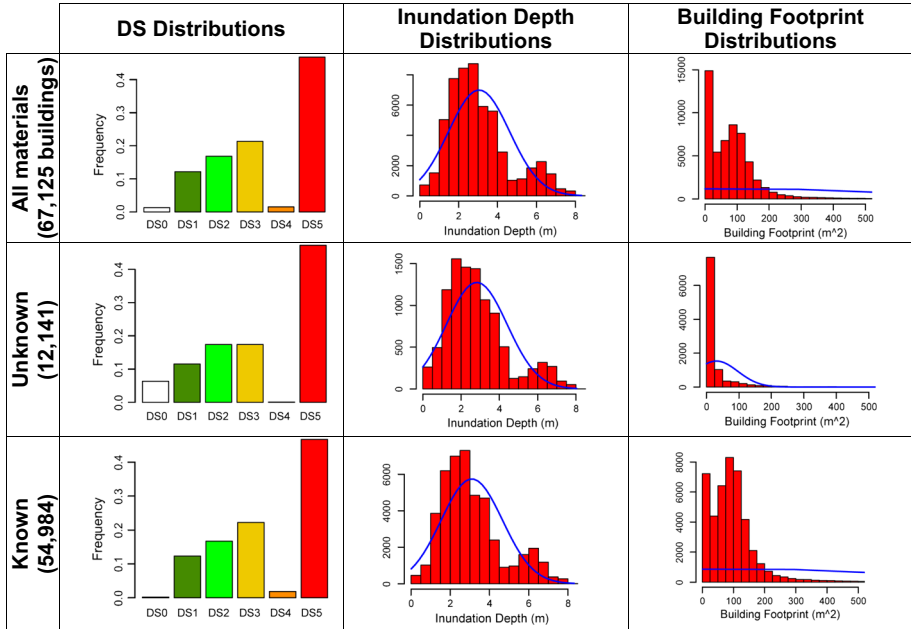 DS Distributions
Inundation Depth
Distributions
Building Footprint
Distributions
All materials
(67,125 buildings)
Frequency
0.0
0.1
0.2
0.3
0.4
DS0 DS1 DS2 DS3 DS4 DS5
0
2000
4000
6000
0 2 4 6 8
Inundation Depth (m)
0
5000
10000
15000
0 100 200 300 400 500
Building Footprint (m^2)
Unknown
(12,141)
Frequency
0.0
0.1
0.2
0.3
0.4
DS0 DS1 DS2 DS3 DS4 DS5
0
500
1000
1500
0 2 4 6 8
Inundation Depth (m)
0
2000
4000
6000
0 100 200 300 400 500
Building Footprint (m^2)
Known
(54,984)
Frequency
0.0
0.1
0.2
0.3
0.4
DS0 DS1 DS2 DS3 DS4 DS5
0
2000
4000
6000
0 2 4 6 8
Inundation Depth (m)
0
2000
4000
6000
8000
0 100 200 300 400 500
Building Footprint (m^2)